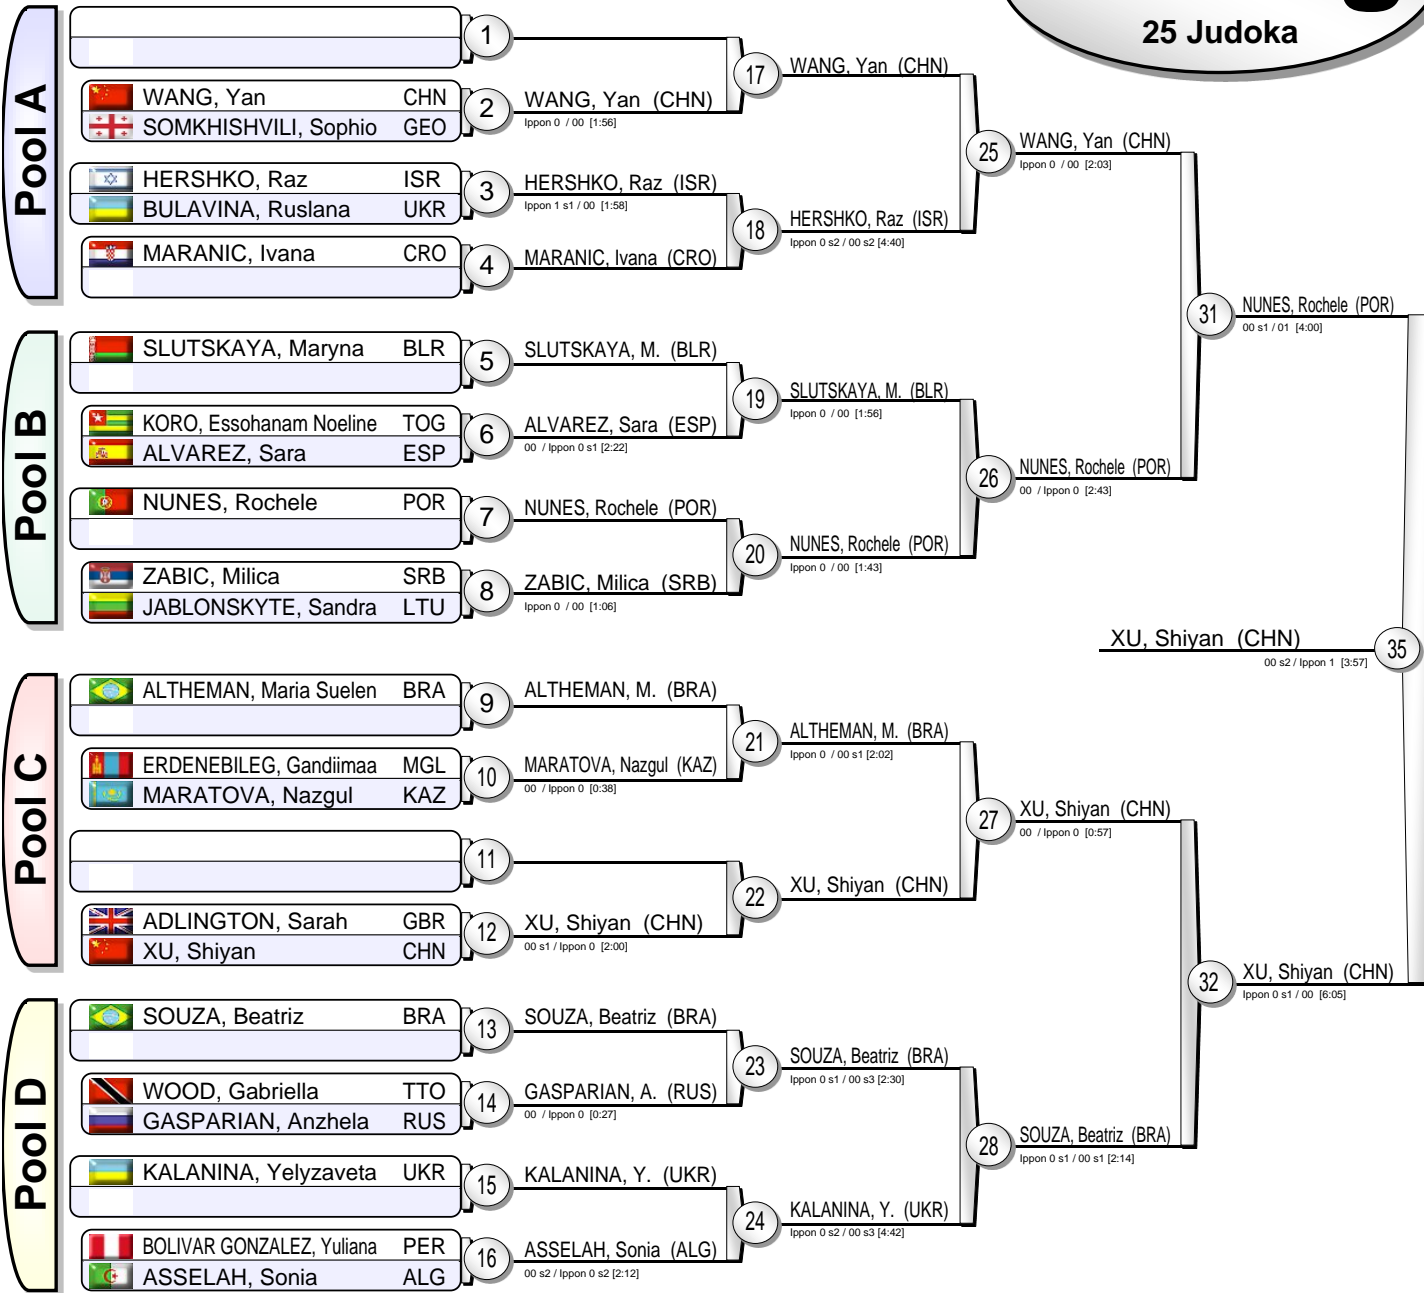 25 Judoka
Pool A
1
WANG, Yan CHN
SOMKHISHVILI, Sophio GEO
2
WANG, Yan (CHN)
Ippon 0 / 00 [1:56]
17
WANG, Yan (CHN)
HERSHKO, Raz ISR
BULAVINA, Ruslana UKR
3
HERSHKO, Raz (ISR)
Ippon 1 s1 / 00 [1:58]
MARANIC, Ivana CRO
4
MARANIC, Ivana (CRO)
18
HERSHKO, Raz (ISR)
Ippon 0 s2 / 00 s2 [4:40]
25
WANG, Yan (CHN)
Ippon 0 / 00 [2:03]
Pool B
SLUTSKAYA, Maryna BLR
5
SLUTSKAYA, M. (BLR)
KORO, Essohanam Noeline TOG
ALVAREZ, Sara ESP
6
ALVAREZ, Sara (ESP)
00 / Ippon 0 s1 [2:22]
19
SLUTSKAYA, M. (BLR)
Ippon 0 / 00 [1:56]
NUNES, Rochele POR
7
NUNES, Rochele (POR)
ZABIC, Milica SRB
JABLONSKYTE, Sandra LTU
8
ZABIC, Milica (SRB)
Ippon 0 / 00 [1:06]
20
NUNES, Rochele (POR)
Ippon 0 / 00 [1:43]
26
NUNES, Rochele (POR)
00 / Ippon 0 [2:43]
31
NUNES, Rochele (POR)
00 s1 / 01 [4:00]
XU, Shiyan (CHN)
00 s2 / Ippon 1 [3:57]
35
Pool C
ALTHEMAN, Maria Suelen BRA
9
ALTHEMAN, M. (BRA)
ERDENEBILEG, Gandiimaa MGL
MARATOVA, Nazgul KAZ
10
MARATOVA, Nazgul (KAZ)
00 / Ippon 0 [0:38]
21
ALTHEMAN, M. (BRA)
Ippon 0 / 00 s1 [2:02]
11
ADLINGTON, Sarah GBR
XU, Shiyan CHN
12
XU, Shiyan (CHN)
00 s1 / Ippon 0 [2:00]
22
XU, Shiyan (CHN)
27
XU, Shiyan (CHN)
00 / Ippon 0 [0:57]
Pool D
SOUZA, Beatriz BRA
13
SOUZA, Beatriz (BRA)
WOOD, Gabriella TTO
GASPARIAN, Anzhela RUS
14
GASPARIAN, A. (RUS)
00 / Ippon 0 [0:27]
23
SOUZA, Beatriz (BRA)
Ippon 0 s1 / 00 s3 [2:30]
KALANINA, Yelyzaveta UKR
15
KALANINA, Y. (UKR)
BOLIVAR GONZALEZ, Yuliana PER
ASSELAH, Sonia ALG
16
ASSELAH, Sonia (ALG)
00 s2 / Ippon 0 s2 [2:12]
24
KALANINA, Y. (UKR)
Ippon 0 s2 / 00 s3 [4:42]
28
SOUZA, Beatriz (BRA)
Ippon 0 s1 / 00 s1 [2:14]
32
XU, Shiyan (CHN)
Ippon 0 s1 / 00 [6:05]